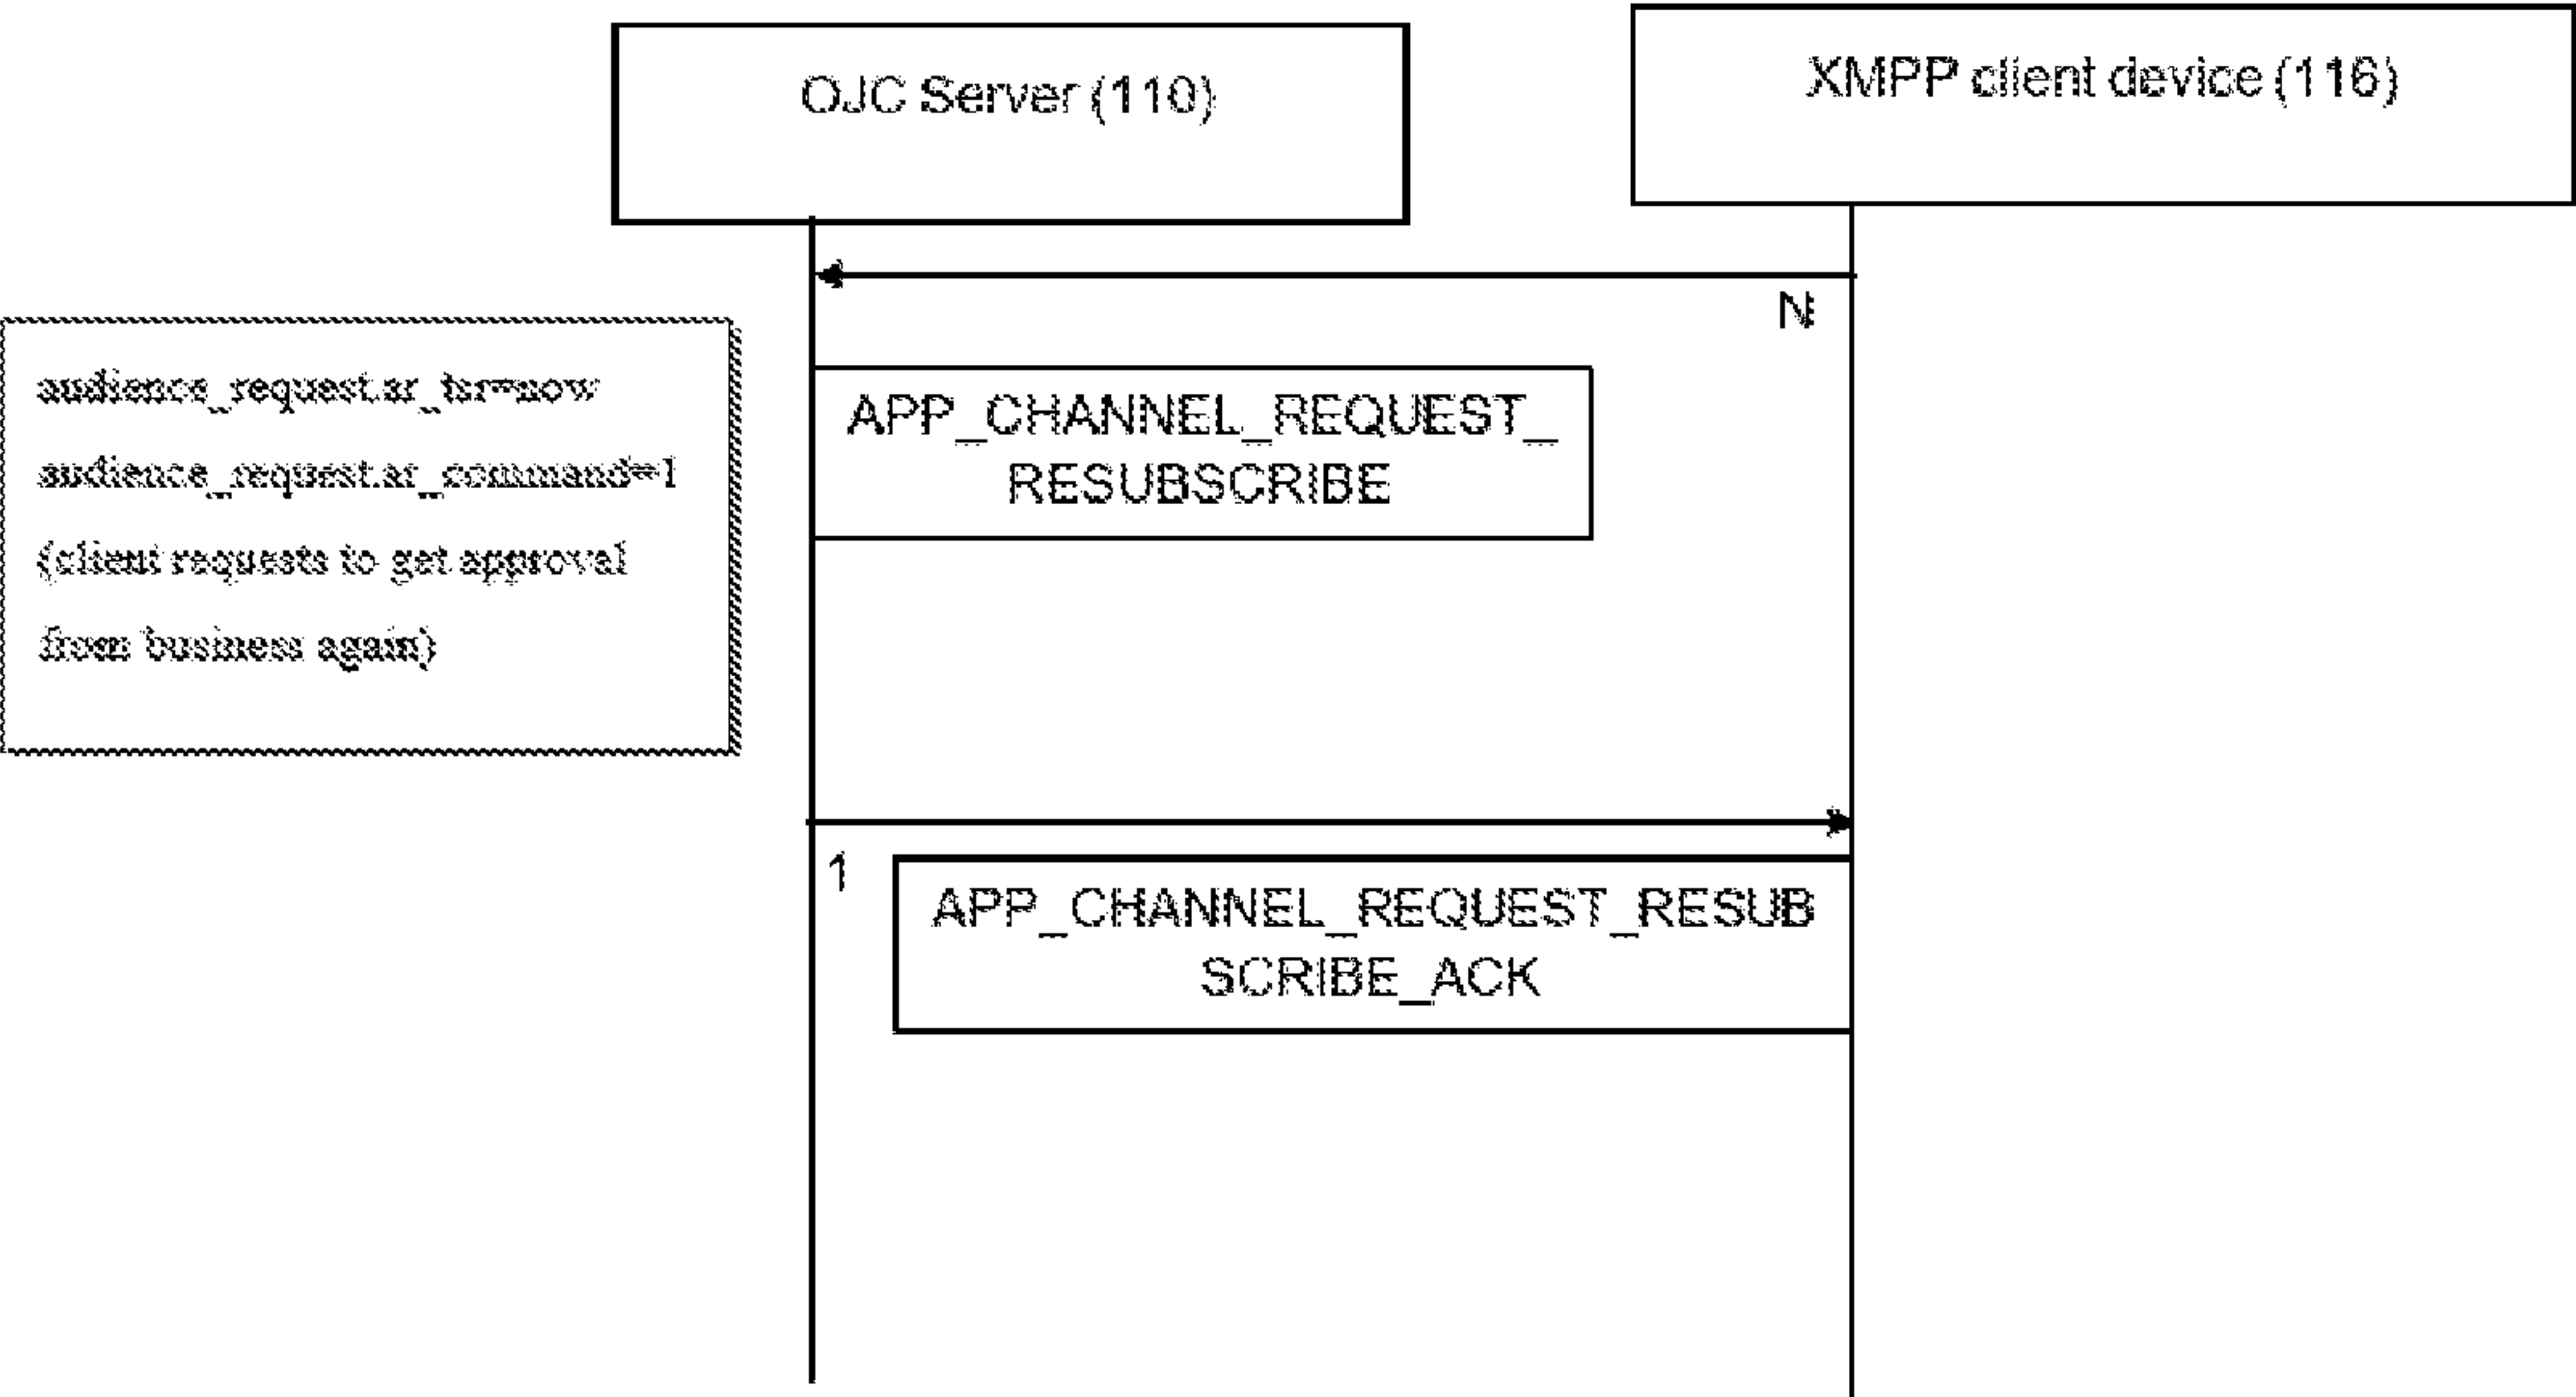 OJC Server (110)
XMPP client device (116)
N
audience_request.ar_tsr=now
audience_request.ar_command=1
(client requests to get approval
from business again)
APP_CHANNEL_REQUEST_
RESUBSCRIBE
1
APP_CHANNEL_REQUEST_RESUB
SCRIBE_ACK